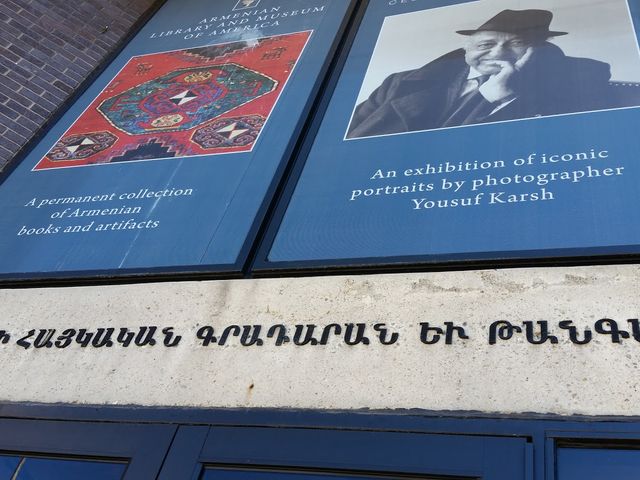 ARMENIAN
LIBRARY AND MUSEUM
OF AMERICA
A permanent collection
of Armenian
books and artifacts
An exhibition of iconic
portraits by photographer
Yousuf Karsh
ՀԱՅԿԱԿԱՆ ԳՐԱԴԱՐԱՆ ԵՒ ԹԱՆԳ